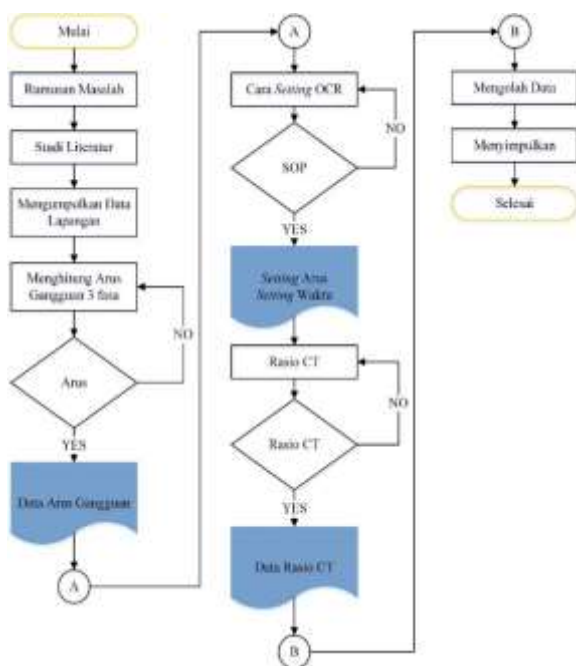 Mulai
Rumusan Masalah
Studi Literatur
Mengumpulkan Data
Lapangan
Menghitung Arus
Gangguan 3 fasa
NO
Arus
YES
Data Arus Gangguan
A
A
Cara Setting OCR
NO
SOP
YES
Setting Arus
Setting Waktu
Rasio CT
NO
Rasio CT
YES
Data Rasio CT
B
B
Mengolah Data
Menyimpulkan
Selesai